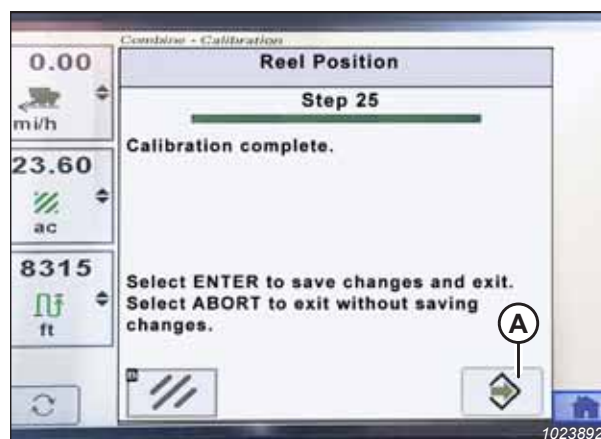 Combine - Calibration
Reel Position
Step 25
Calibration complete.
0.00
mi/h
23.60
ac
8315
ft
Select ENTER to save changes and exit.
Select ABORT to exit without saving
changes.
A
1023892